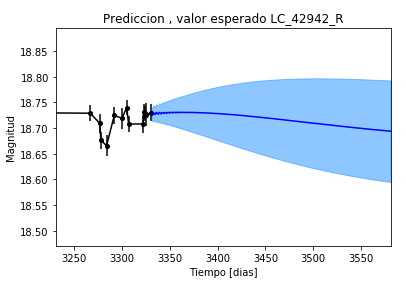 Prediccion , valor esperado LC_42942_R
Magnitud
18.85
18.80
18.75
18.70
18.65
18.60
18.55
18.50
3250 3300 3350 3400 3450 3500 3550
Tiempo [dias]